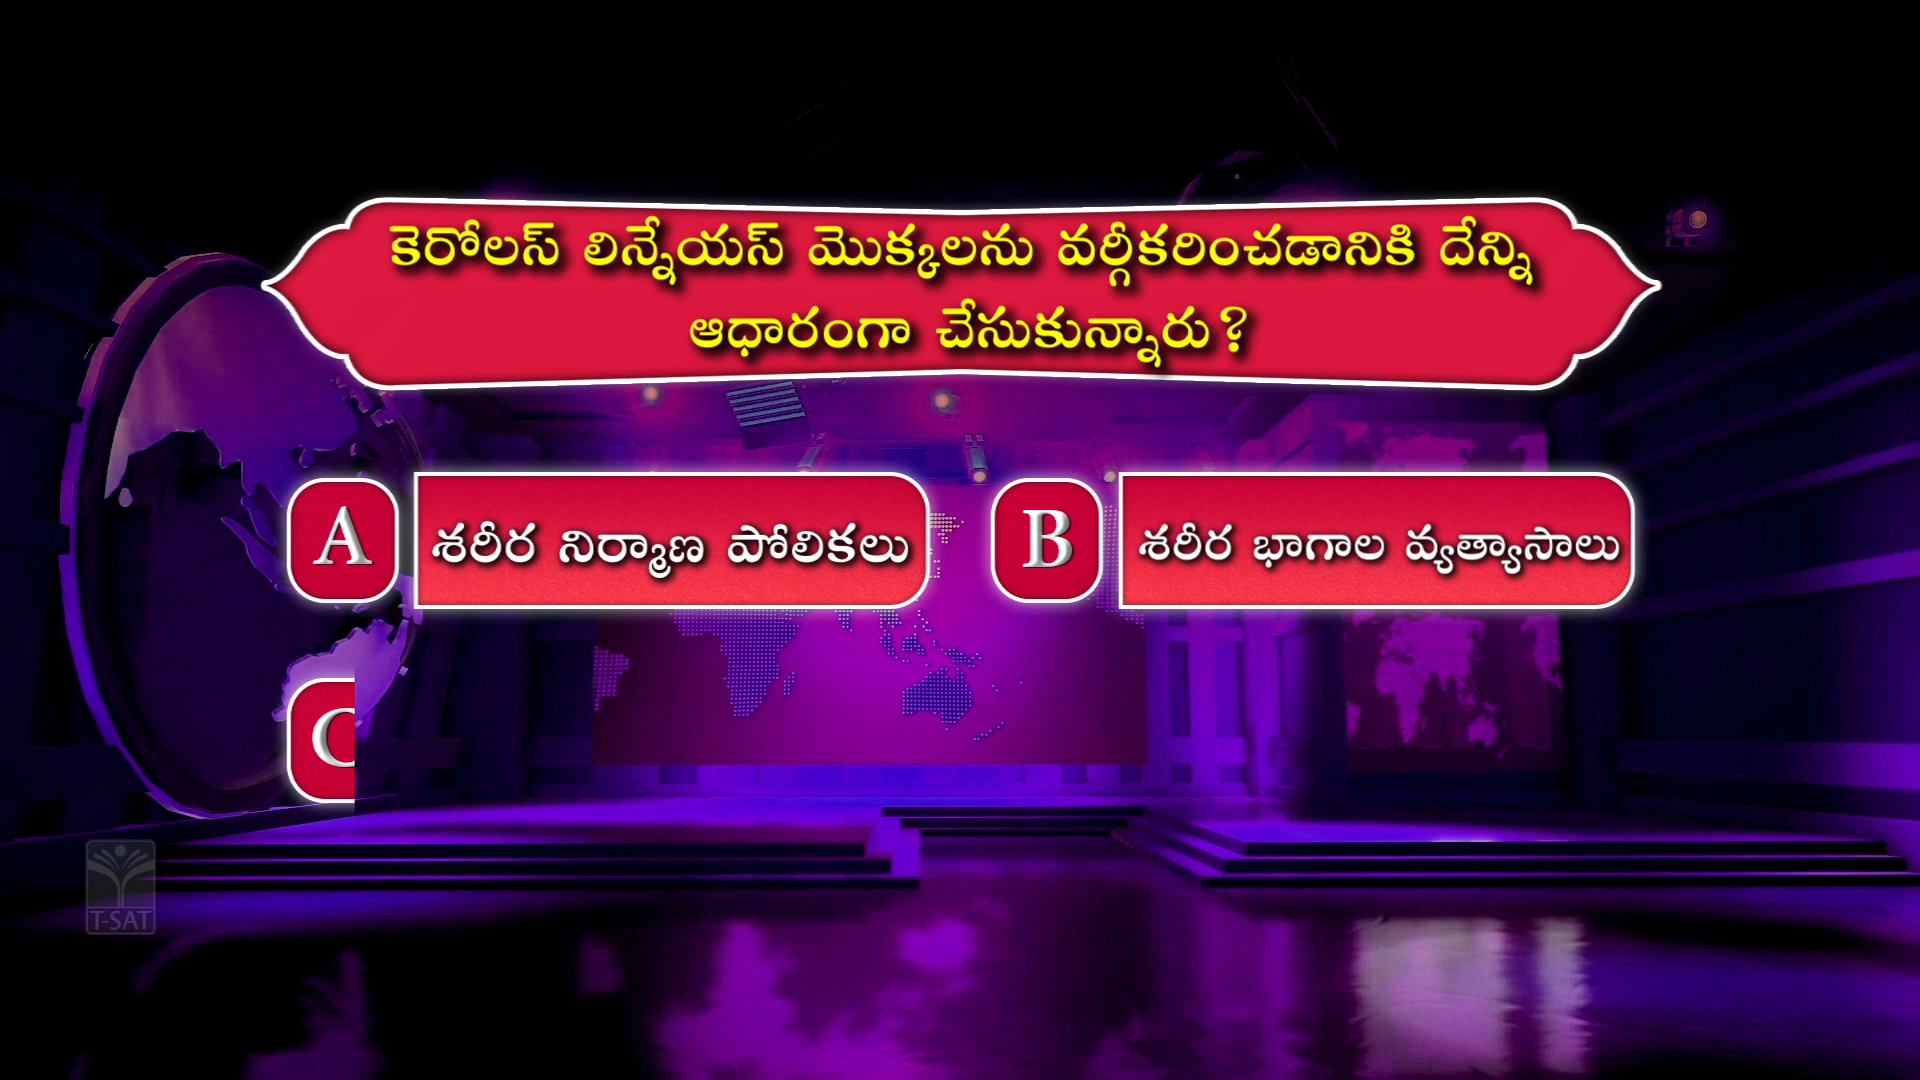 కెరోలస్ లిన్నేయస్ మొక్కలను వర్గీకరించడానికి దేన్ని
ఆధారంగా చేసుకున్నారు?
A శరీర నిర్మాణ పోలికలు
B శరీర భాగాల వ్యత్యాసాలు
C
T-SAT